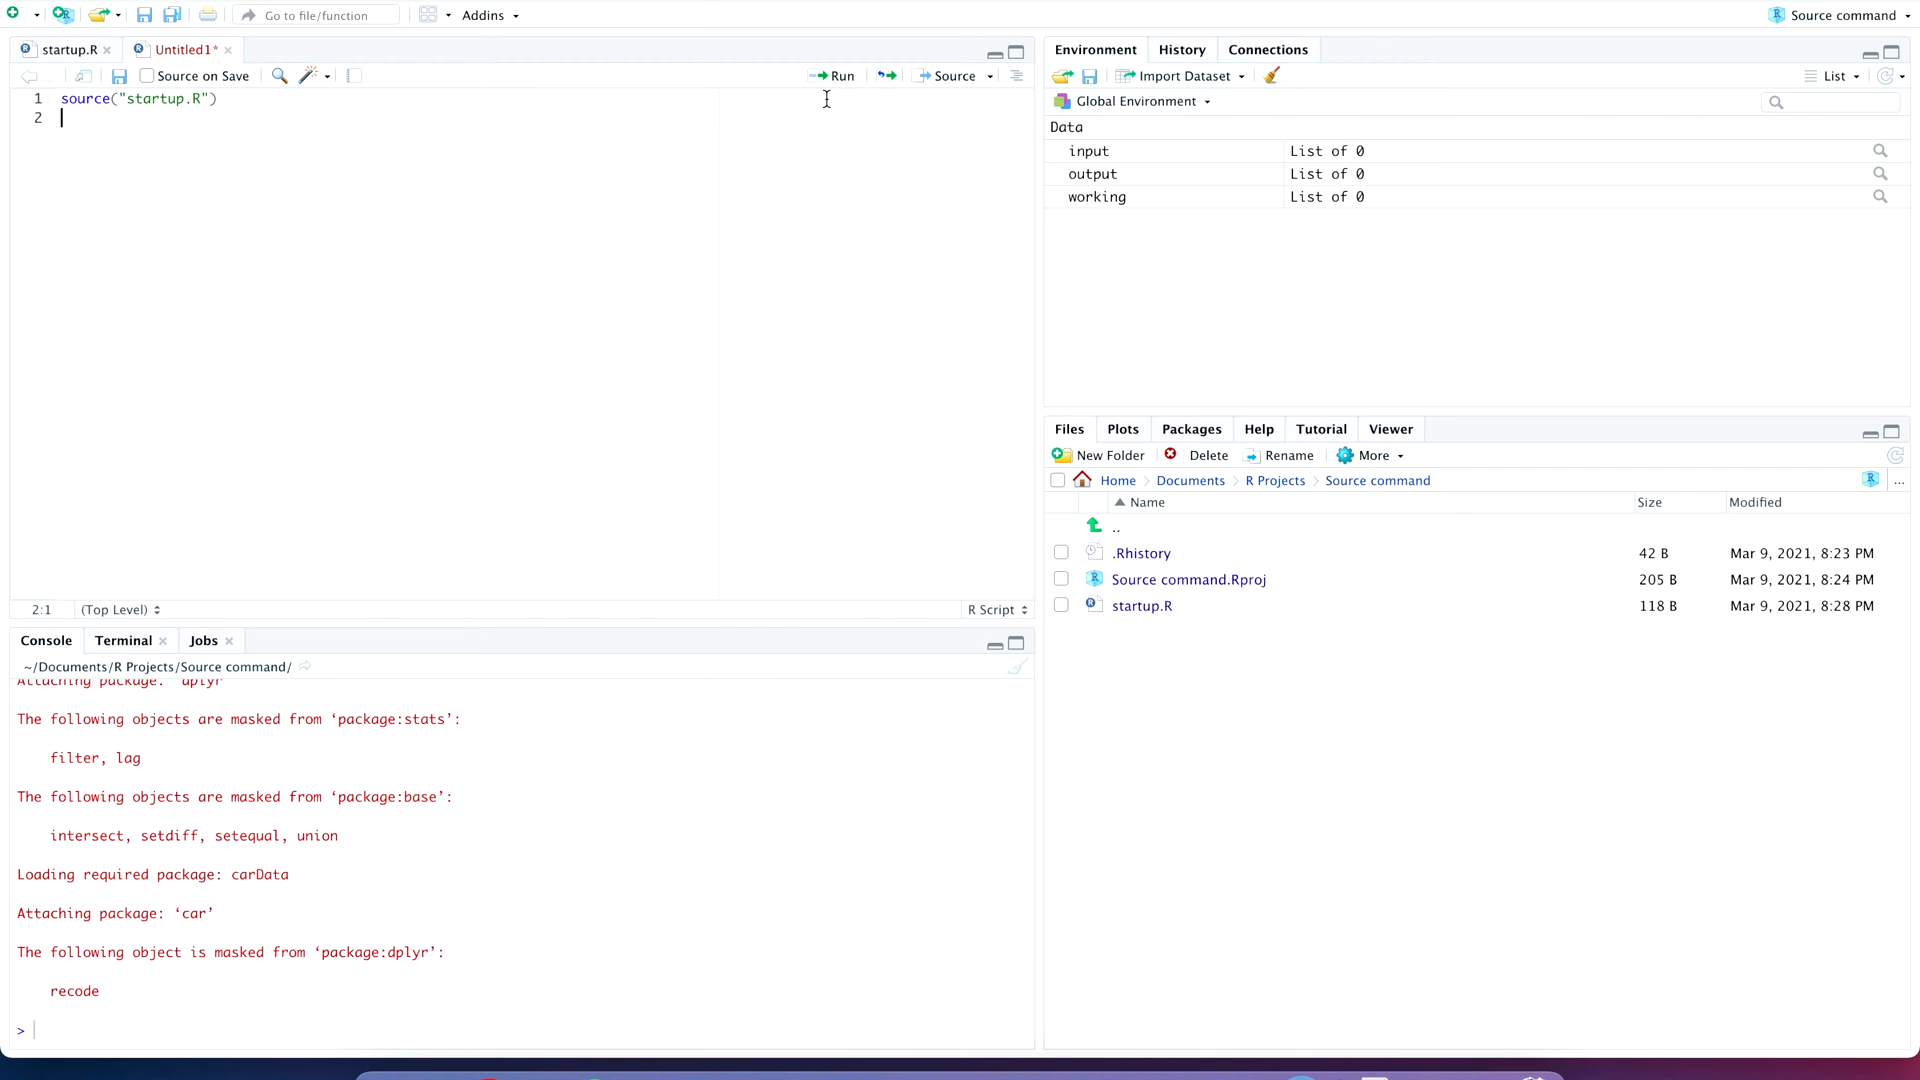 Go to file/function
Addins
Source command
startup.R
Untitled1*
Source on Save
Run
Source
1 source("startup.R")
2
2:1
(Top Level)
R Script
Console
Terminal
Jobs
~/Documents/R Projects/Source command/
Attaching package: ‘dplyr’
The following objects are masked from ‘package:stats’:
filter, lag
The following objects are masked from ‘package:base’:
intersect, setdiff, setequal, union
Loading required package: carData
Attaching package: ‘car’
The following object is masked from ‘package:dplyr’:
recode
>
Environment
History
Connections
Import Dataset
List
Global Environment
Data
input List of 0
output List of 0
working List of 0
Files
Plots
Packages
Help
Tutorial
Viewer
New Folder
Delete
Rename
More
Home
Documents
R Projects
Source command
...
Name
Size
Modified
..
.Rhistory 42 B Mar 9, 2021, 8:23 PM
Source command.Rproj 205 B Mar 9, 2021, 8:24 PM
startup.R 118 B Mar 9, 2021, 8:28 PM